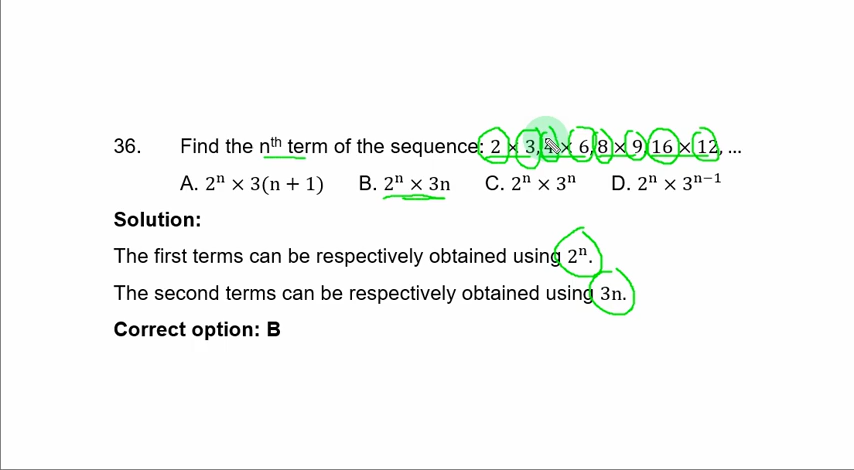 36. Find the nᵗʰ term of the sequence: 2 × 3, 4 × 6, 8 × 9, 16 × 12, ...
A. 2ⁿ × 3(n + 1) B. 2ⁿ × 3n C. 2ⁿ × 3ⁿ D. 2ⁿ × 3ⁿ⁻¹
Solution:
The first terms can be respectively obtained using 2ⁿ.
The second terms can be respectively obtained using 3n.
Correct option: B